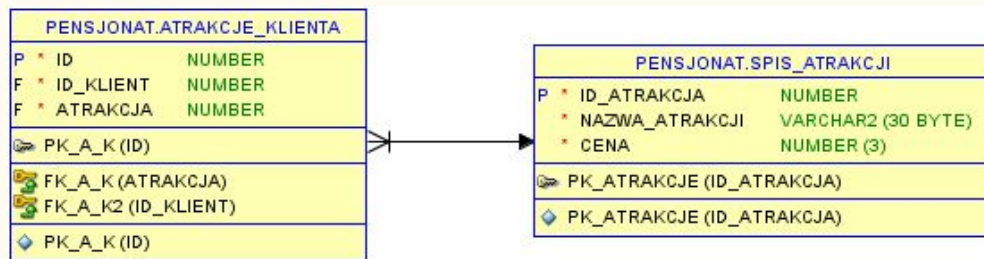 PENSJONAT.ATRAKCJE_KLIENTA
P * ID NUMBER
F * ID_KLIENT NUMBER
F * ATRAKCJA NUMBER
PK_A_K (ID)
FK_A_K (ATRAKCJA)
FK_A_K2 (ID_KLIENT)
PK_A_K (ID)
PENSJONAT.SPIS_ATRAKCJI
P * ID_ATRAKCJA NUMBER
* NAZWA_ATRAKCJI VARCHAR2 (30 BYTE)
* CENA NUMBER (3)
PK_ATRAKCJE (ID_ATRAKCJA)
PK_ATRAKCJE (ID_ATRAKCJA)